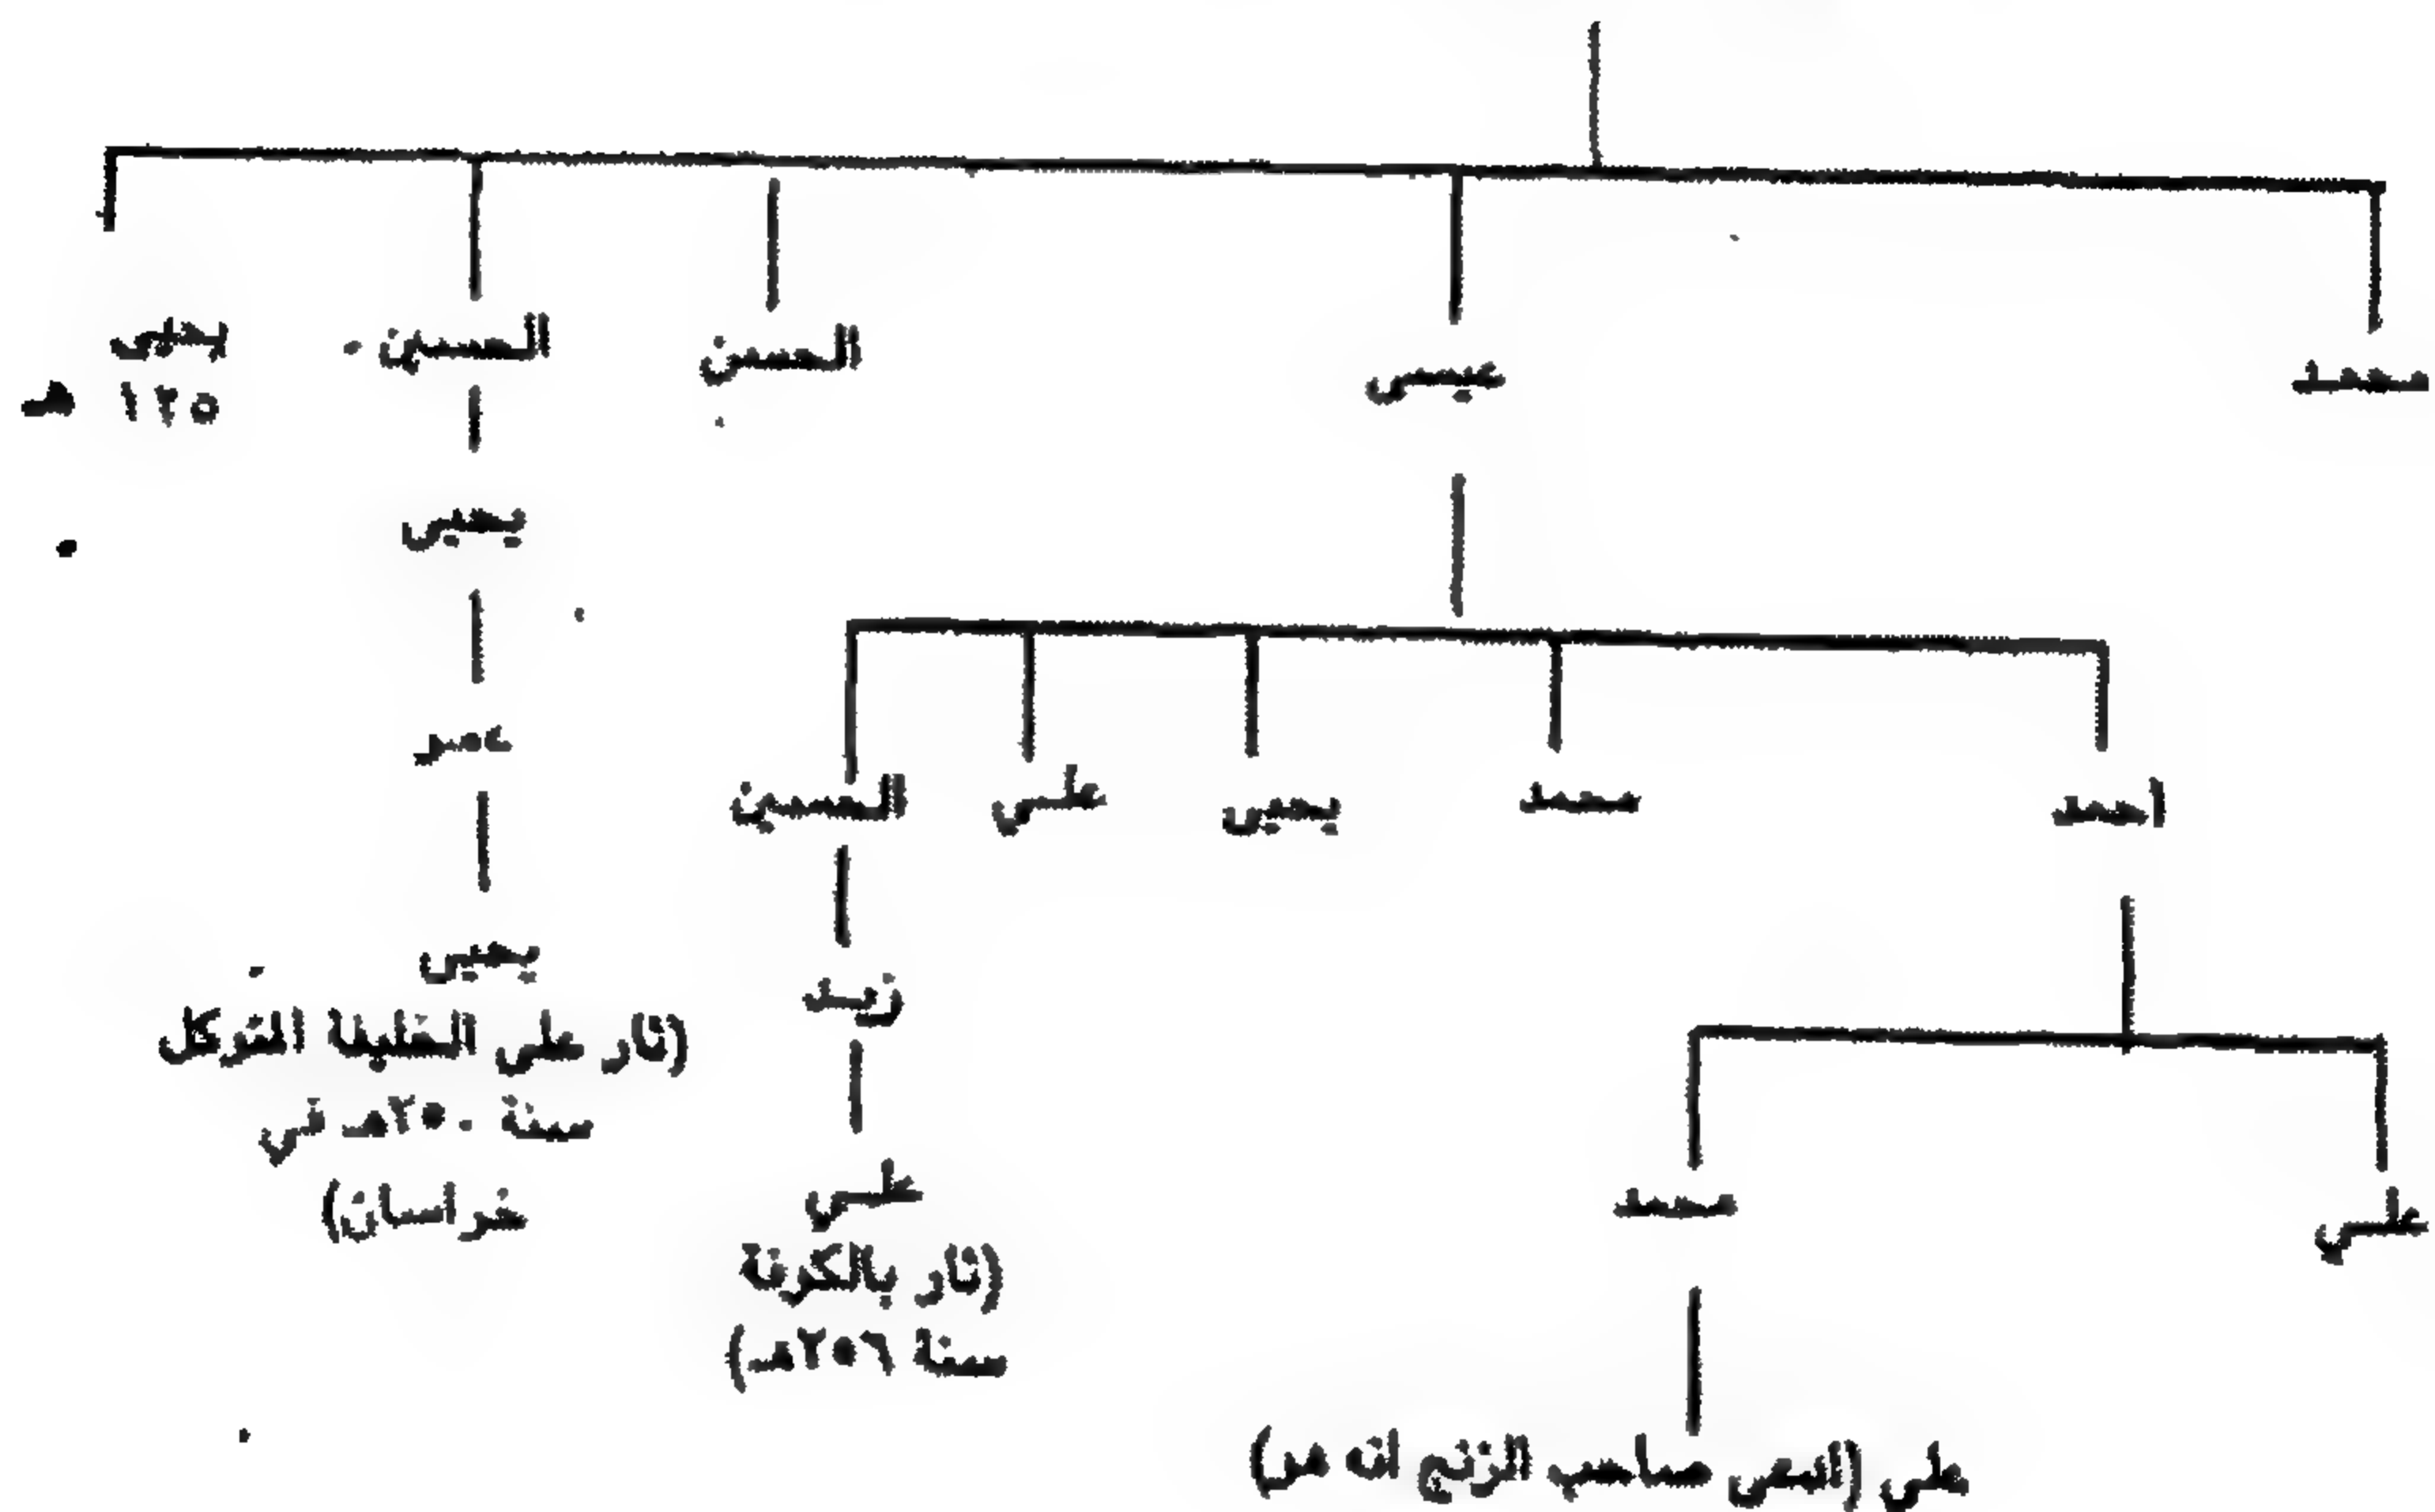 محمد
عيسى
الحسن
الحسين
يحيى
١٢٥ هـ
يحيى
أحمد
محمد
يحيى
علي
الحسين
عمر
زيد
يحيى
(ثار على الخليفة المتوكل
سنة ٢٥٠هـ في
خراسان)
علي
محمد
علي
(ثار بالكوفة
سنة ٢٥٦هـ)
علي (ادعى صاحب الزنج انه هو)